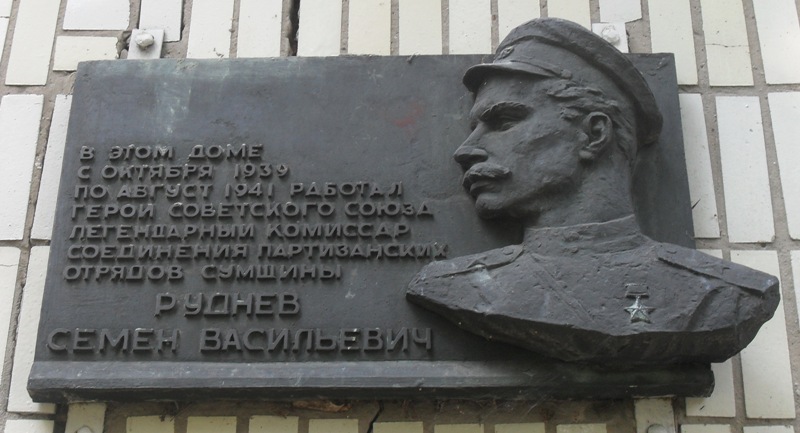 В ЭТОМ ДОМЕ
С ОКТЯБРЯ 1939
ПО АВГУСТ 1941 РАБОТАЛ
ГЕРОЙ СОВЕТСКОГО СОЮЗА
ЛЕГЕНДАРНЫЙ КОМИССАР
СОЕДИНЕНИЯ ПАРТИЗАНСКИХ
ОТРЯДОВ СУМЩИНЫ
РУДНЕВ
СЕМЕН ВАСИЛЬЕВИЧ